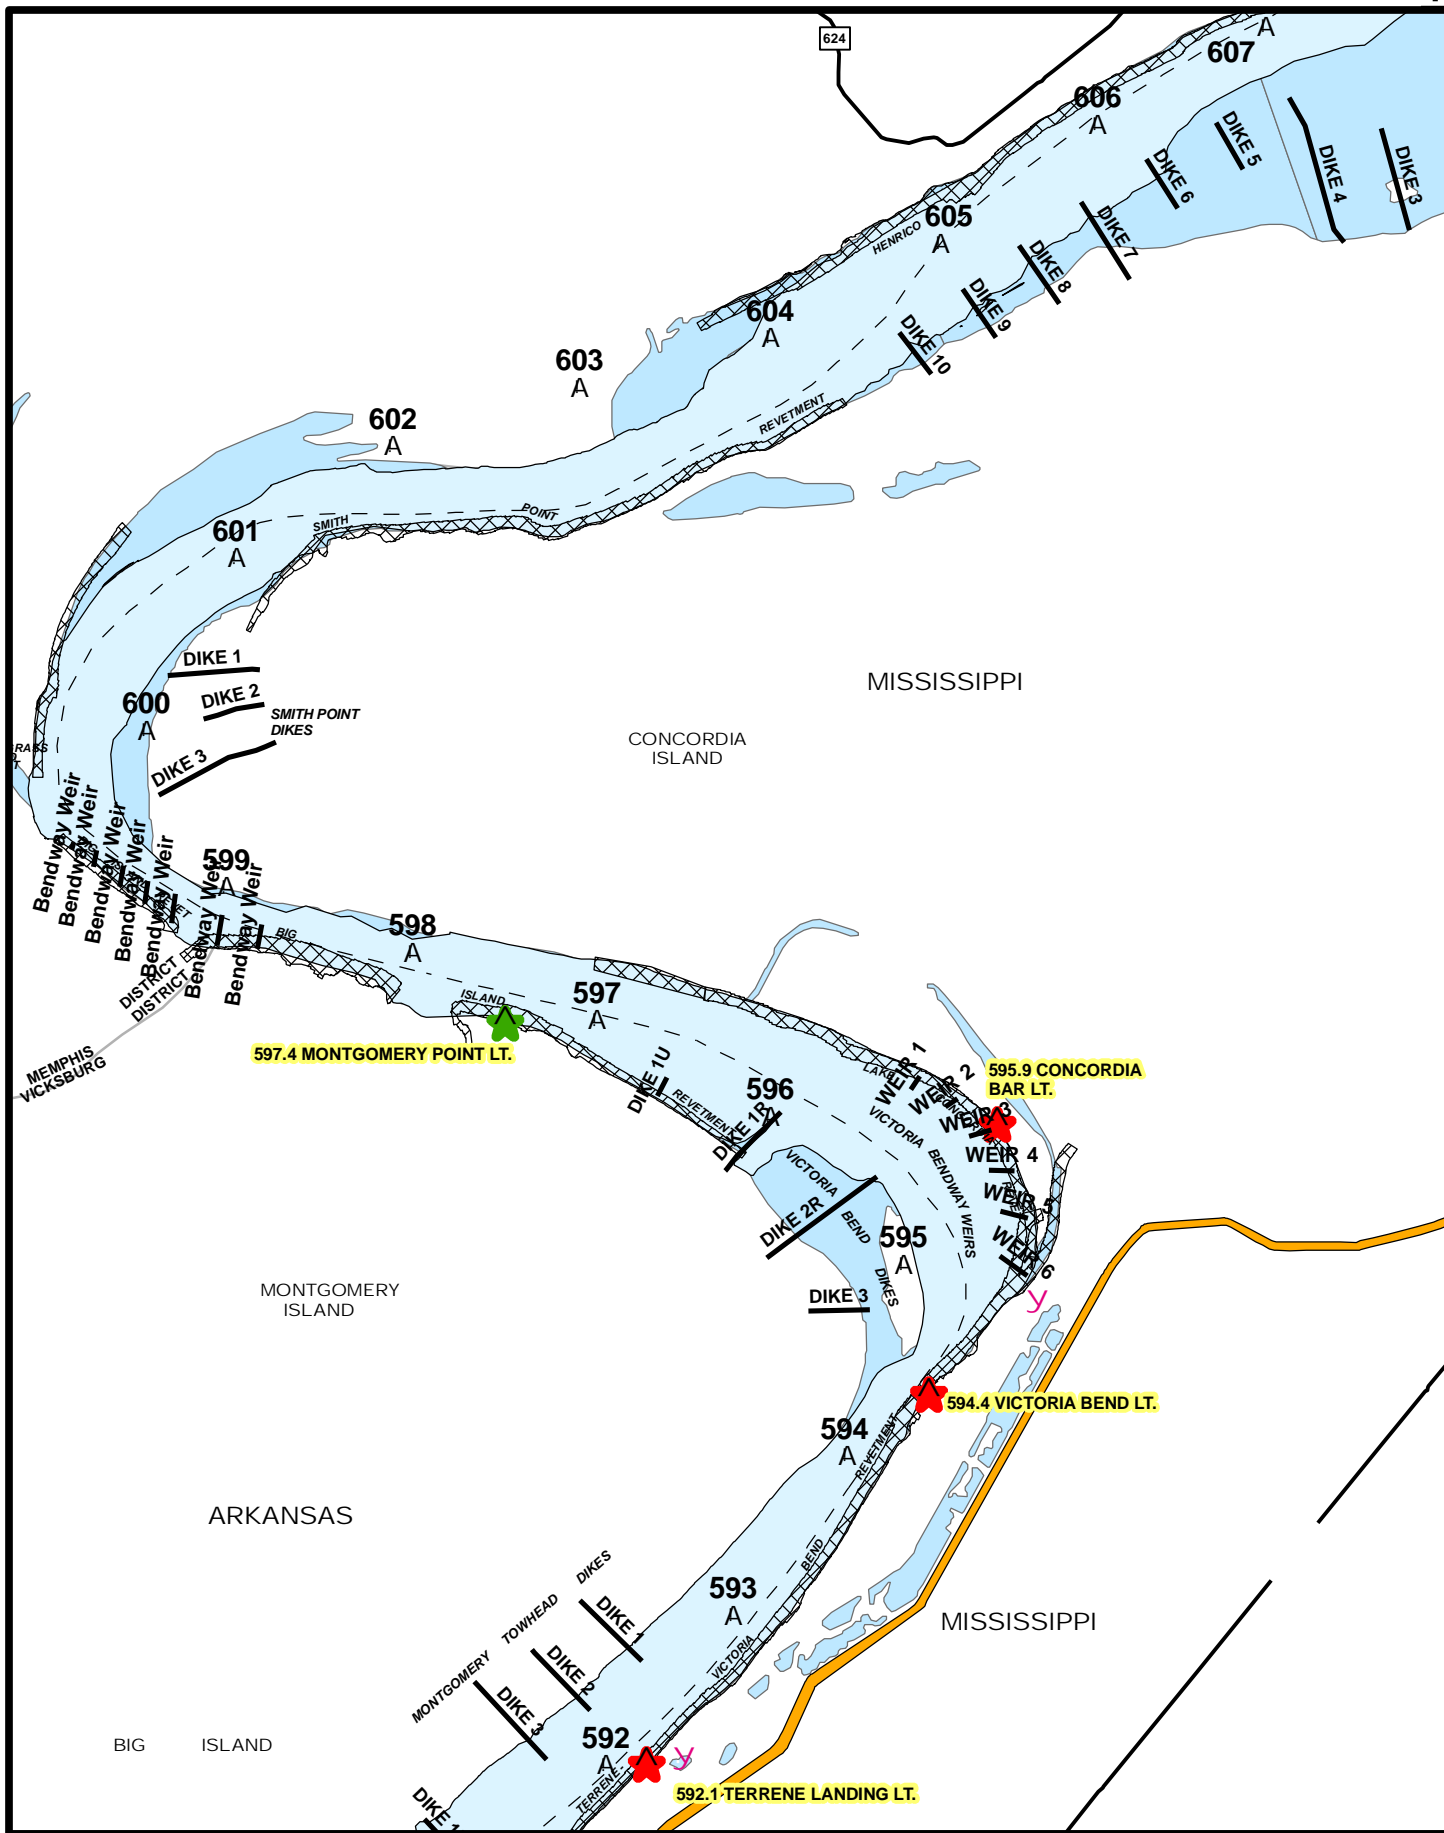 624
607
A
606
A
DIKE 5
DIKE 4
DIKE 3
DIKE 6
DIKE 7
605
A
HENRICO
DIKE 8
DIKE 9
DIKE 10
604
A
603
A
602
A
REVETMENT
POINT
SMITH
601
A
DIKE 1
DIKE 2
SMITH POINT
DIKES
DIKE 3
600
A
MISSISSIPPI
CONCORDIA
ISLAND
Bendway Weir
Bendway Weir
Bendway Weir
Bendway Weir
Bendway Weir
Bendway Weir
Bendway Weir
599
A
BIG
598
A
DISTRICT
DISTRICT
MEMPHIS
VICKSBURG
ISLAND
597
A
597.4 MONTGOMERY POINT LT.
DIKE 1U
REVETMENT
596
A
DIKE 1R
LAKE
WEIR 1
WEIR 2
WEIR 3
WEIR 4
WEIR 5
WEIR 6
595.9 CONCORDIA
BAR LT.
VICTORIA
BENDWAY WEIRS
VICTORIA
BEND
DIKES
DIKE 2R
595
A
DIKE 3
MONTGOMERY
ISLAND
y
594.4 VICTORIA BEND LT.
594
A
REVETMENT
BEND
VICTORIA
ARKANSAS
593
A
MONTGOMERY TOWHEAD DIKES
DIKE 1
DIKE 2
DIKE 3
MISSISSIPPI
BIG ISLAND
592
A
y
592.1 TERRENE LANDING LT.
TERRENE
DIKE 1